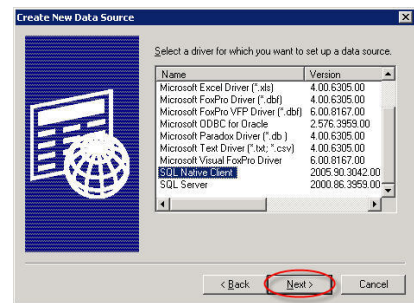 Create New Data Source
Select a driver for which you want to set up a data source.
Name Version
Microsoft Excel Driver (*.xls) 4.00.6305.00
Microsoft FoxPro Driver (*.dbf) 4.00.6305.00
Microsoft FoxPro VFP Driver (*.dbf) 6.00.8167.00
Microsoft ODBC for Oracle 2.576.3959.00
Microsoft Paradox Driver (*.db ) 4.00.6305.00
Microsoft Text Driver (*.txt; *.csv) 4.00.6305.00
Microsoft Visual FoxPro Driver 6.00.8167.00
SQL Native Client 2005.90.3042.00
SQL Server 2000.86.3959.00
< Back Next > Cancel